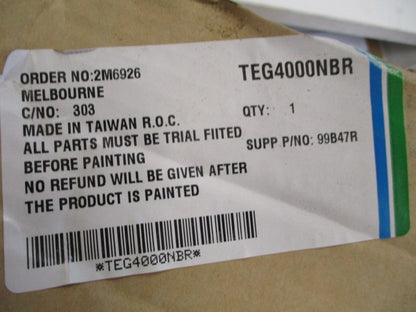 ORDER NO:2M6926
TEG4000NBR
MELBOURNE
C/NO: 303
QTY: 1
MADE IN TAIWAN R.O.C.
ALL PARTS MUST BE TRIAL FIITED
SUPP P/NO: 99B47R
BEFORE PAINTING
NO REFUND WILL BE GIVEN AFTER
THE PRODUCT IS PAINTED
*TEG4000NBR*